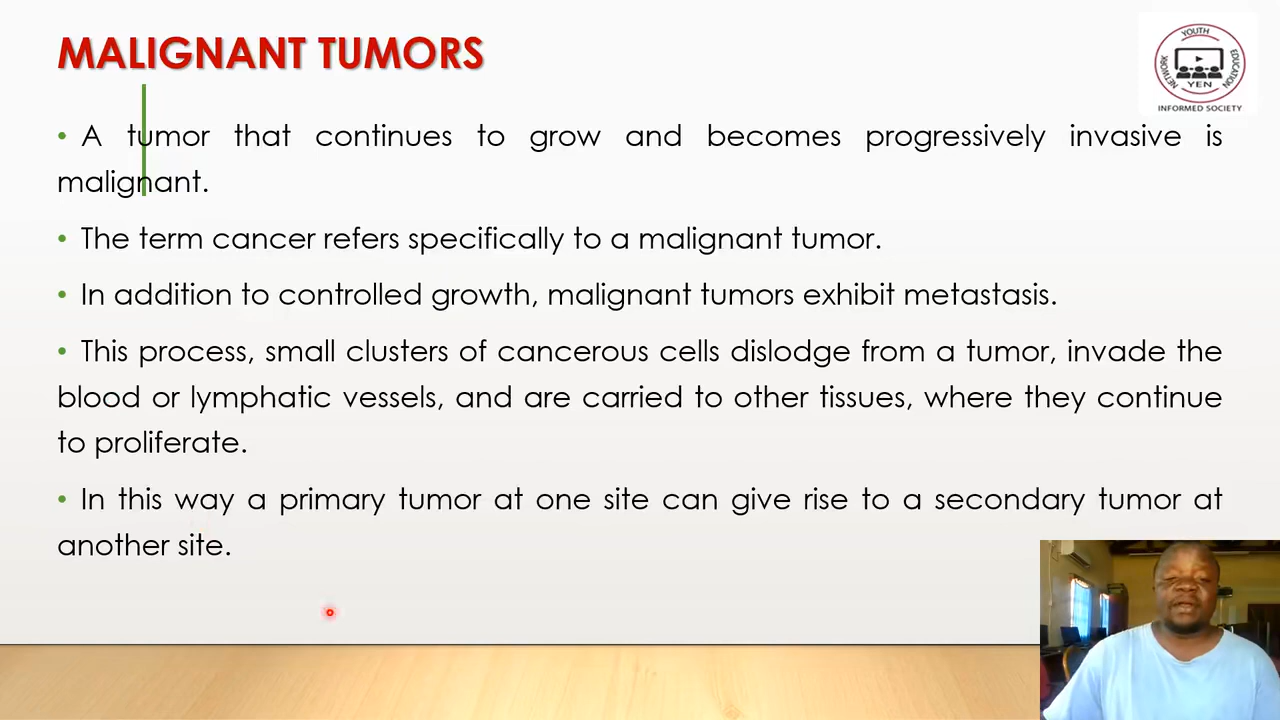 MALIGNANT TUMORS
YOUTH
EDUCATION
NETWORK
YEN
INFORMED SOCIETY
• A tumor that continues to grow and becomes progressively invasive is
malignant.
• The term cancer refers specifically to a malignant tumor.
• In addition to controlled growth, malignant tumors exhibit metastasis.
• This process, small clusters of cancerous cells dislodge from a tumor, invade the
blood or lymphatic vessels, and are carried to other tissues, where they continue
to proliferate.
• In this way a primary tumor at one site can give rise to a secondary tumor at
another site.